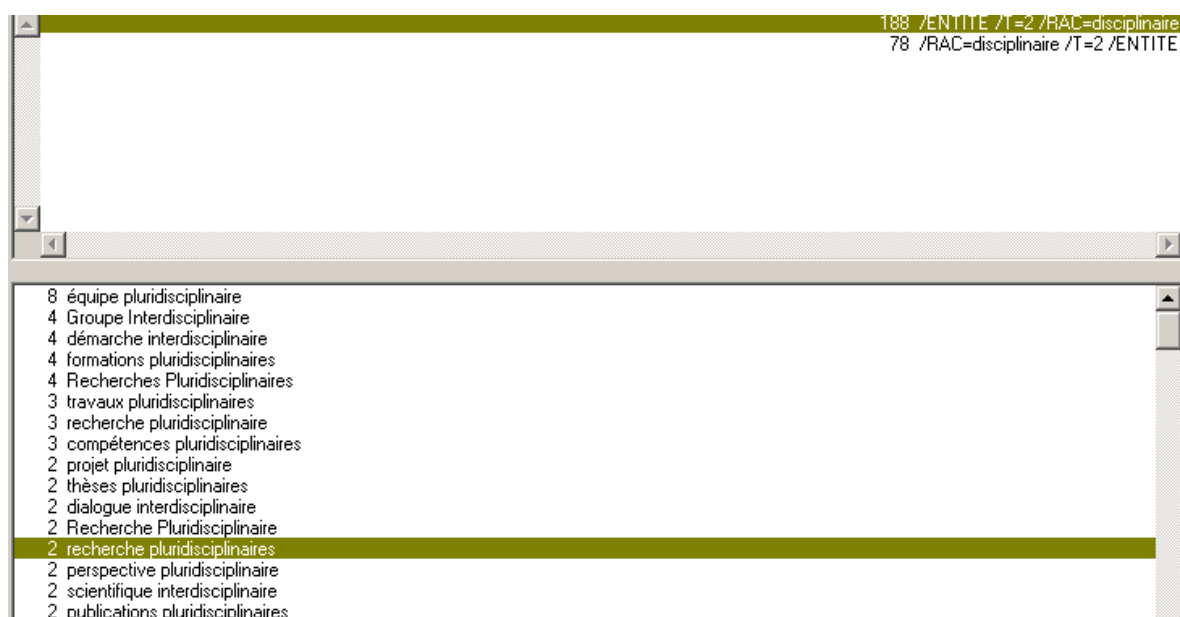 188 /ENTITE /T=2 /RAC=disciplinaire
78 /RAC=disciplinaire /T=2 /ENTITE
8 équipe pluridisciplinaire
4 Groupe Interdisciplinaire
4 démarche interdisciplinaire
4 formations pluridisciplinaires
4 Recherches Pluridisciplinaires
3 travaux pluridisciplinaires
3 recherche pluridisciplinaire
3 compétences pluridisciplinaires
2 projet pluridisciplinaire
2 thèses pluridisciplinaires
2 dialogue interdisciplinaire
2 Recherche Pluridisciplinaire
2 recherche pluridisciplinaires
2 perspective pluridisciplinaire
2 scientifique interdisciplinaire
2 publications pluridisciplinaires